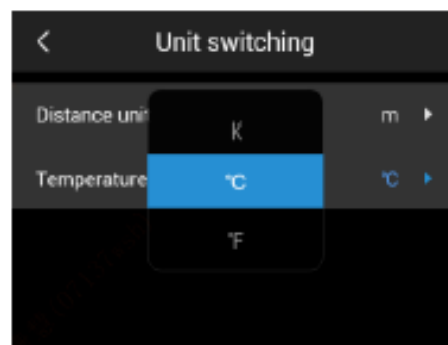 Unit switching
Distance unit
m
K
Temperature
℃
℃
℉